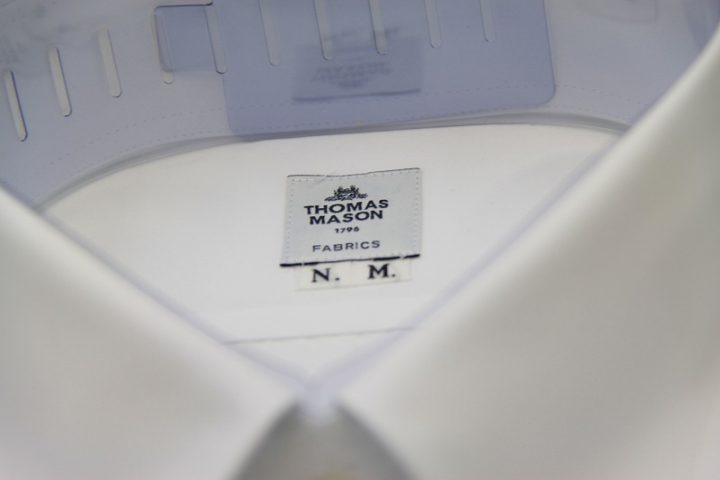 THOMAS
MASON
1796
FABRICS
N. M.